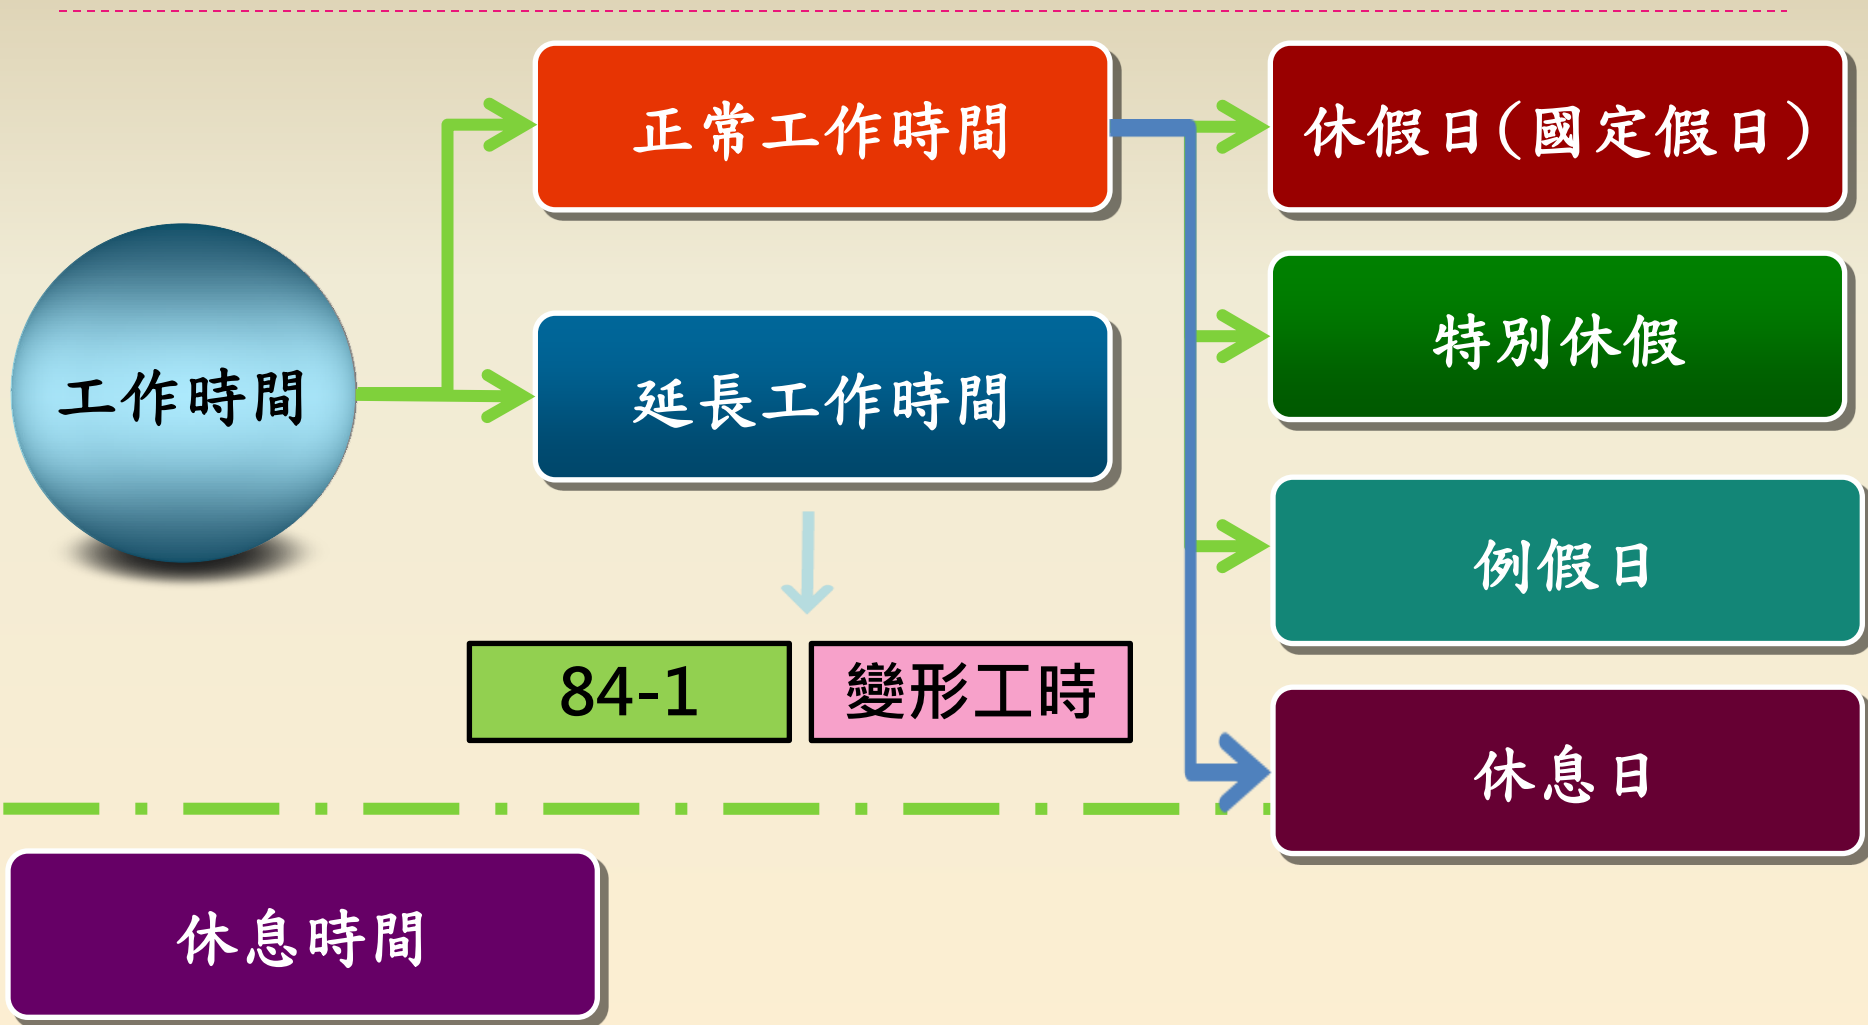 工作時間
正常工作時間
延長工作時間
84-1
變形工時
休假日(國定假日)
特別休假
例假日
休息日
休息時間